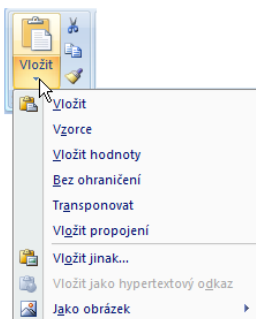 Vložit
Vložit
Vzorce
Vložit hodnoty
Bez ohraničení
Transponovat
Vložit propojení
Vložit jinak...
Vložit jako hypertextový odkaz
Jako obrázek